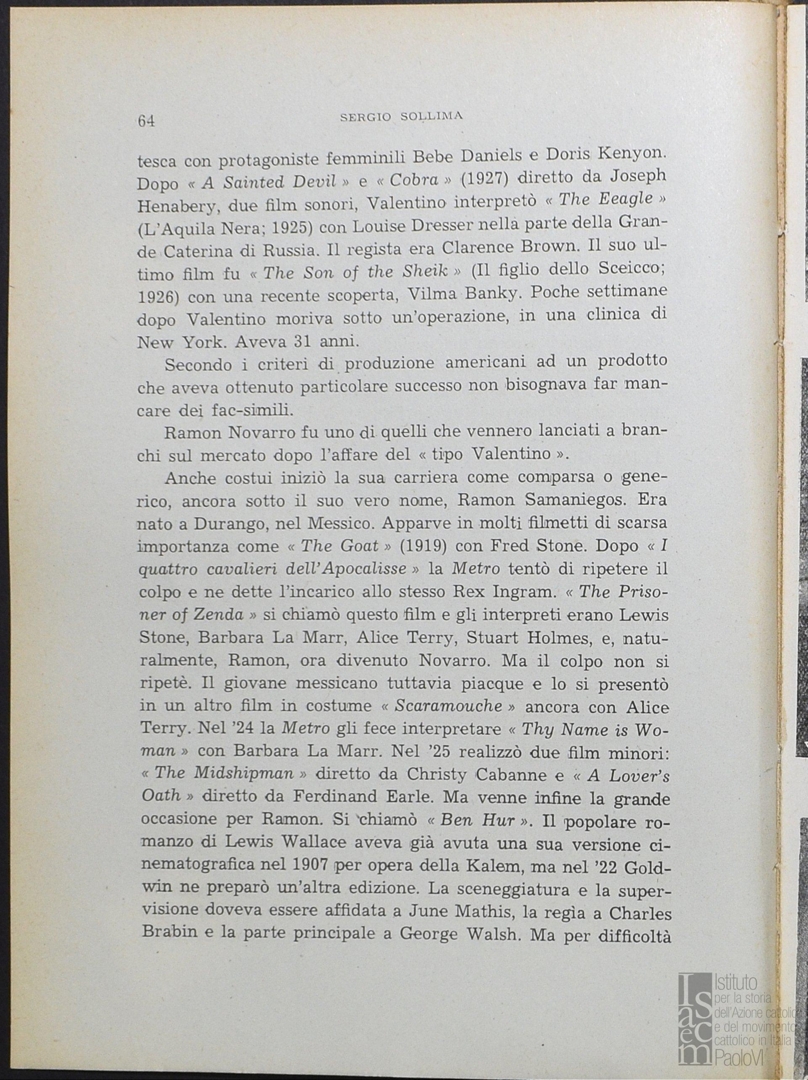 64 SERGIO SOLLIMA
tesca con protagoniste femminili Bebe Daniels e Doris Kenyon.
Dopo « A Sainted Devil » e « Cobra » (1927) diretto da Joseph
Henabery, due film sonori, Valentino interpretò « The Eeagle »
(L'Aquila Nera; 1925) con Louise Dresser nella parte della Gran-
de Caterina di Russia. Il regista era Clarence Brown. Il suo ul-
timo film fu « The Son of the Sheik » (Il figlio dello Sceicco;
1926) con una recente scoperta, Vilma Banky. Poche settimane
dopo Valentino moriva sotto un'operazione, in una clinica di
New York. Aveva 31 anni.
Secondo i criteri di produzione americani ad un prodotto
che aveva ottenuto particolare successo non bisognava far man-
care dei fac-simili.
Ramon Novarro fu uno di quelli che vennero lanciati a bran-
chi sul mercato dopo l'affare del « tipo Valentino ».
Anche costui iniziò la sua carriera come comparsa o gene-
rico, ancora sotto il suo vero nome, Ramon Samaniegos. Era
nato a Durango, nel Messico. Apparve in molti filmetti di scarsa
importanza come « The Goat » (1919) con Fred Stone. Dopo « I
quattro cavalieri dell'Apocalisse » la Metro tentò di ripetere il
colpo e ne dette l'incarico allo stesso Rex Ingram. « The Priso-
ner of Zenda » si chiamò questo film e gli interpreti erano Lewis
Stone, Barbara La Marr, Alice Terry, Stuart Holmes, e, natu-
ralmente, Ramon, ora divenuto Novarro. Ma il colpo non si
ripetè. Il giovane messicano tuttavia piacque e lo si presentò
in un altro film in costume « Scaramouche » ancora con Alice
Terry. Nel '24 la Metro gli fece interpretare « Thy Name is Wo-
man » con Barbara La Marr. Nel '25 realizzò due film minori:
« The Midshipman » diretto da Christy Cabanne e « A Lover's
Oath » diretto da Ferdinand Earle. Ma venne infine la grande
occasione per Ramon. Si chiamò « Ben Hur ». Il popolare ro-
manzo di Lewis Wallace aveva già avuta una sua versione ci-
nematografica nel 1907 per opera della Kalem, ma nel '22 Gold-
win ne preparò un'altra edizione. La sceneggiatura e la super-
visione doveva essere affidata a June Mathis, la regìa a Charles
Brabin e la parte principale a George Walsh. Ma per difficoltà
Isacem
Istituto
per la storia
dell'Azione cattolica
e del movimento
cattolico in Italia
PaoloVI